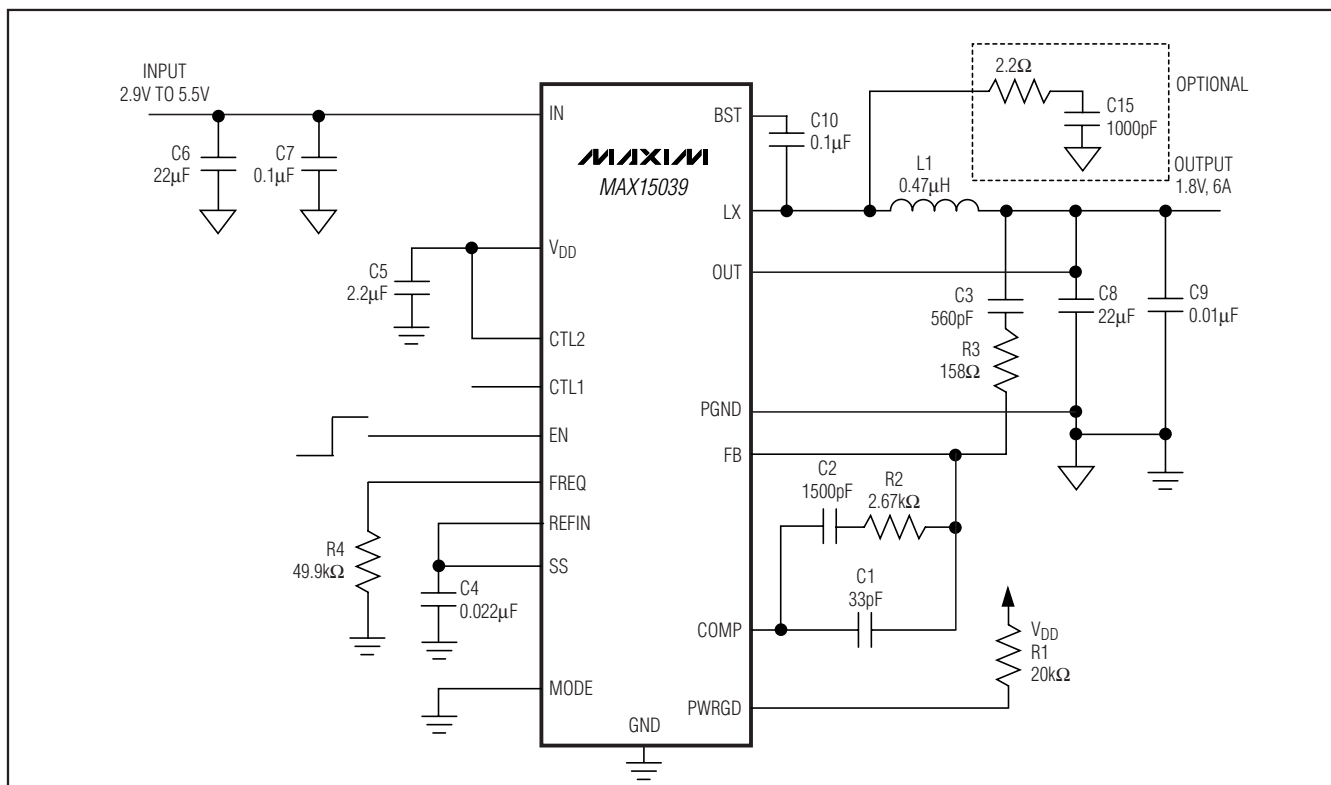 INPUT
2.9V TO 5.5V
C6
22µF
C7
0.1µF
IN
MAXIM
MAX15039
BST
C10
0.1µF
2.2Ω
C15
1000pF
OPTIONAL
OUTPUT
1.8V, 6A
L1
0.47µH
LX
VDD
C5
2.2µF
OUT
C3
560pF
C8
22µF
C9
0.01µF
R3
158Ω
CTL2
CTL1
PGND
EN
FB
FREQ
C2
1500pF
R2
2.67kΩ
REFIN
R4
49.9kΩ
SS
C4
0.022µF
C1
33pF
COMP
VDD
R1
20kΩ
MODE
PWRGD
GND